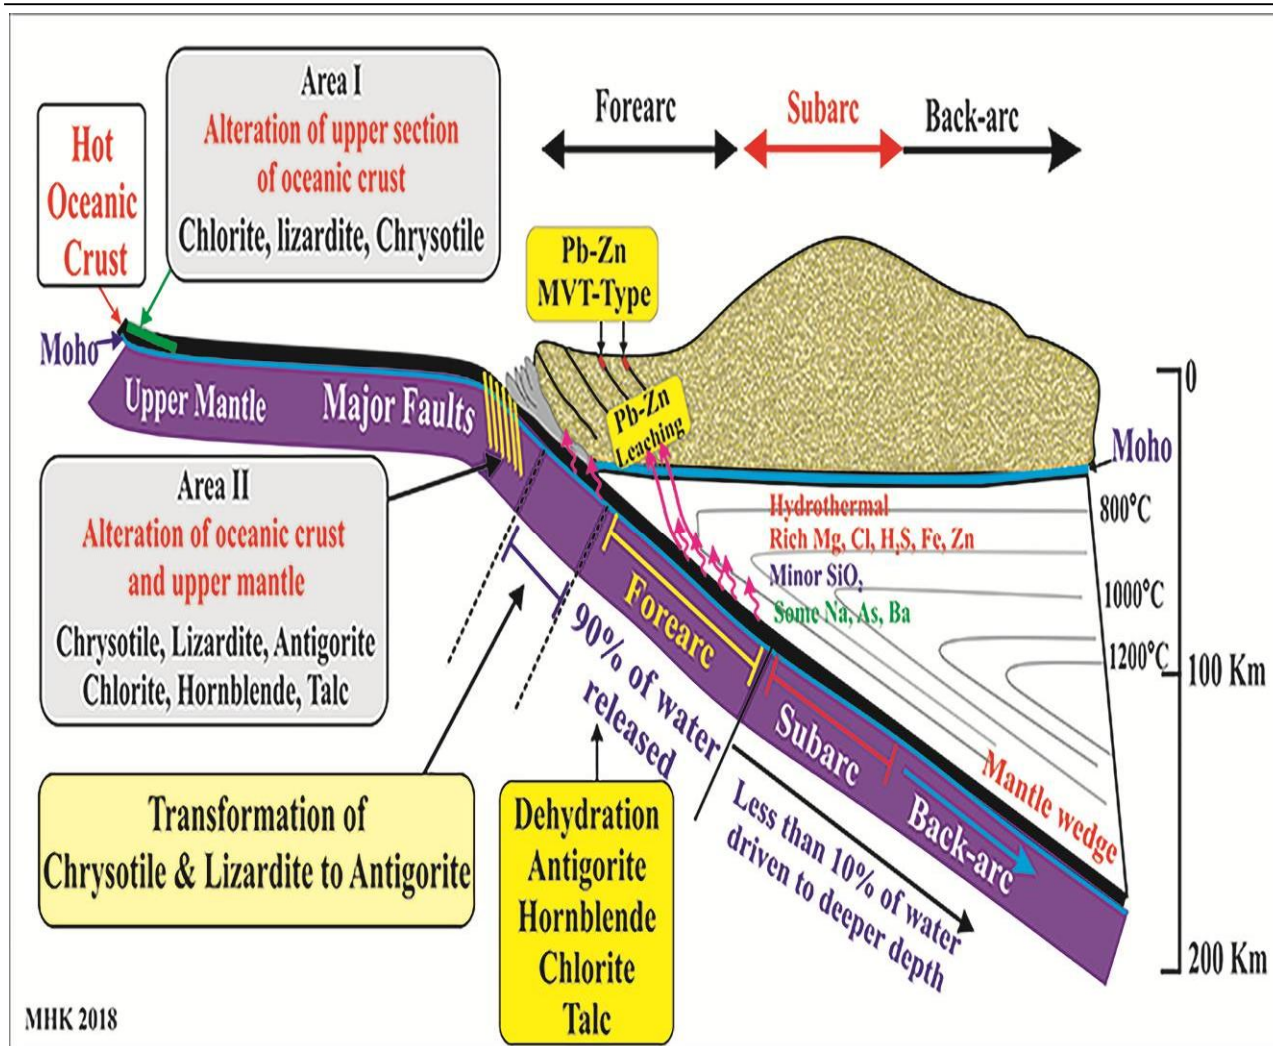 Hot
Oceanic
Crust
Area I
Alteration of upper section
of oceanic crust
Chlorite, lizardite, Chrysotile
Forearc
Subarc
Back-arc
Pb-Zn
MVT-Type
Moho
Upper Mantle
Major Faults
Pb-Zn
Leaching
0
Moho
Area II
Alteration of oceanic crust
and upper mantle
Chrysotile, Lizardite, Antigorite
Chlorite, Hornblende, Talc
Hydrothermal
Rich Mg, Cl, H₂S, Fe, Zn
Minor SiO₂
Some Na, As, Ba
800°C
1000°C
1200°C
100 Km
Forearc
90% of water
released
Subarc
Back-arc
Mantle wedge
Less than 10% of water
driven to deeper depth
Transformation of
Chrysotile & Lizardite to Antigorite
Dehydration
Antigorite
Hornblende
Chlorite
Talc
200 Km
MHK 2018